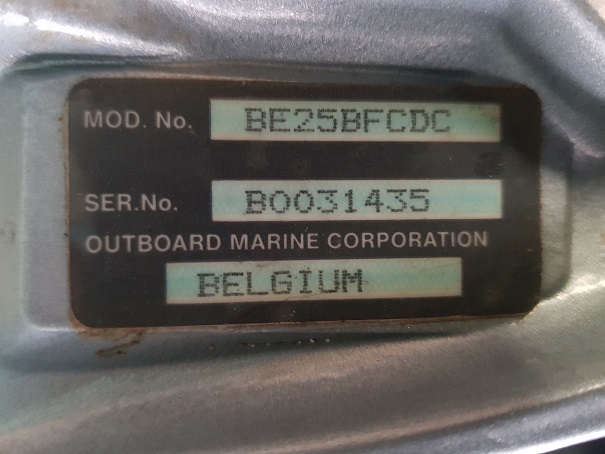 MOD. No. BE25BFCDC
SER.No. B0031435
OUTBOARD MARINE CORPORATION
BELGIUM